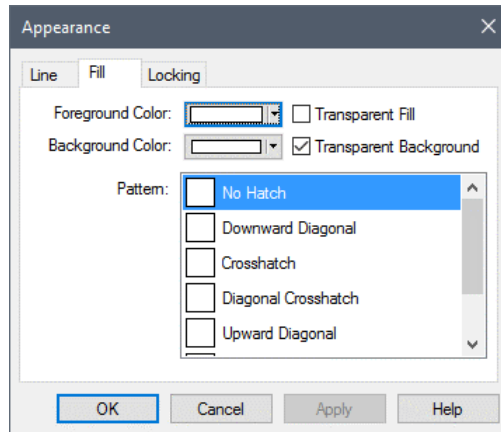 Appearance
Line Fill Locking
Foreground Color: Transparent Fill
Background Color: Transparent Background
Pattern: No Hatch
Downward Diagonal
Crosshatch
Diagonal Crosshatch
Upward Diagonal
OK Cancel Apply Help